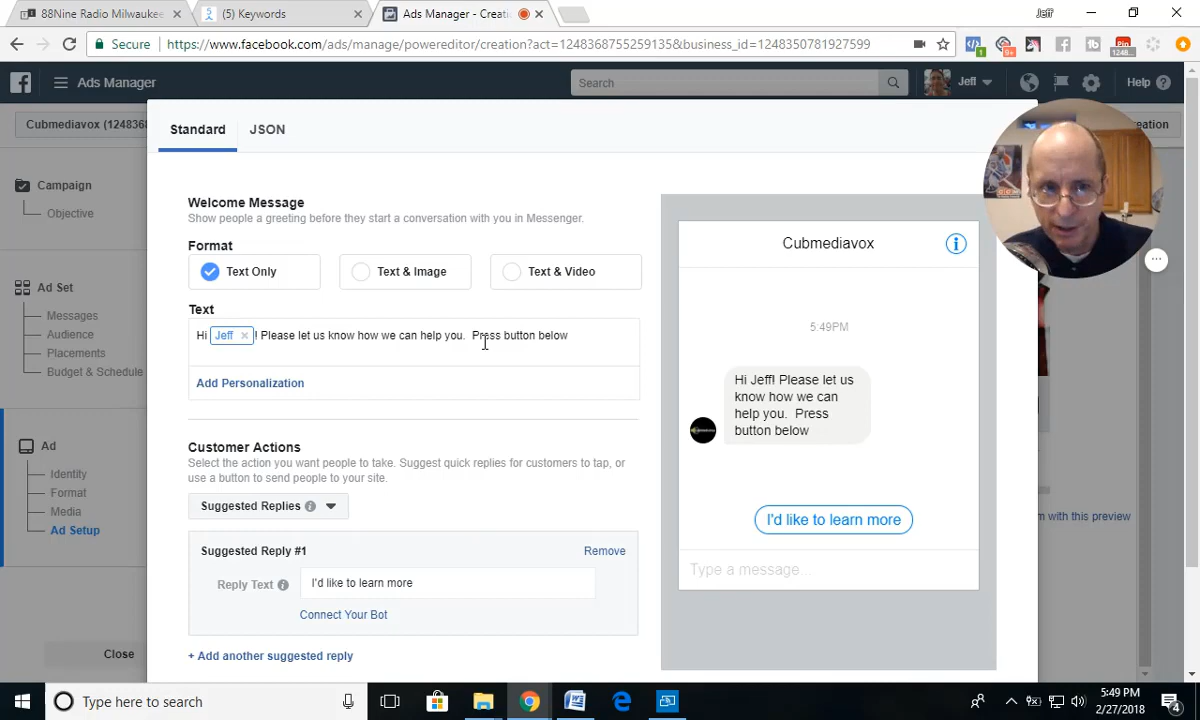 88Nine Radio Milwaukee
(5) Keywords
Ads Manager - Creatio
Jeff
Secure
https://www.facebook.com/ads/manage/powereditor/creation?act=1248368755259135&business_id=1248350781927599
Ads Manager
Search
Jeff
Help
Cubmediavox (1248368
Standard
JSON
Campaign
Objective
Ad Set
Messages
Audience
Placements
Budget & Schedule
Ad
Identity
Format
Media
Ad Setup
Close
Welcome Message
Show people a greeting before they start a conversation with you in Messenger.
Format
Text Only
Text & Image
Text & Video
Text
Hi Jeff ! Please let us know how we can help you. Press button below
Add Personalization
Customer Actions
Select the action you want people to take. Suggest quick replies for customers to tap, or
use a button to send people to your site.
Suggested Replies
Suggested Reply #1
Remove
Reply Text
I'd like to learn more
Connect Your Bot
+ Add another suggested reply
Cubmediavox
5:49PM
Hi Jeff! Please let us
know how we can
help you. Press
button below
I'd like to learn more
Type a message...
m with this preview
Type here to search
5:49 PM
2/27/2018